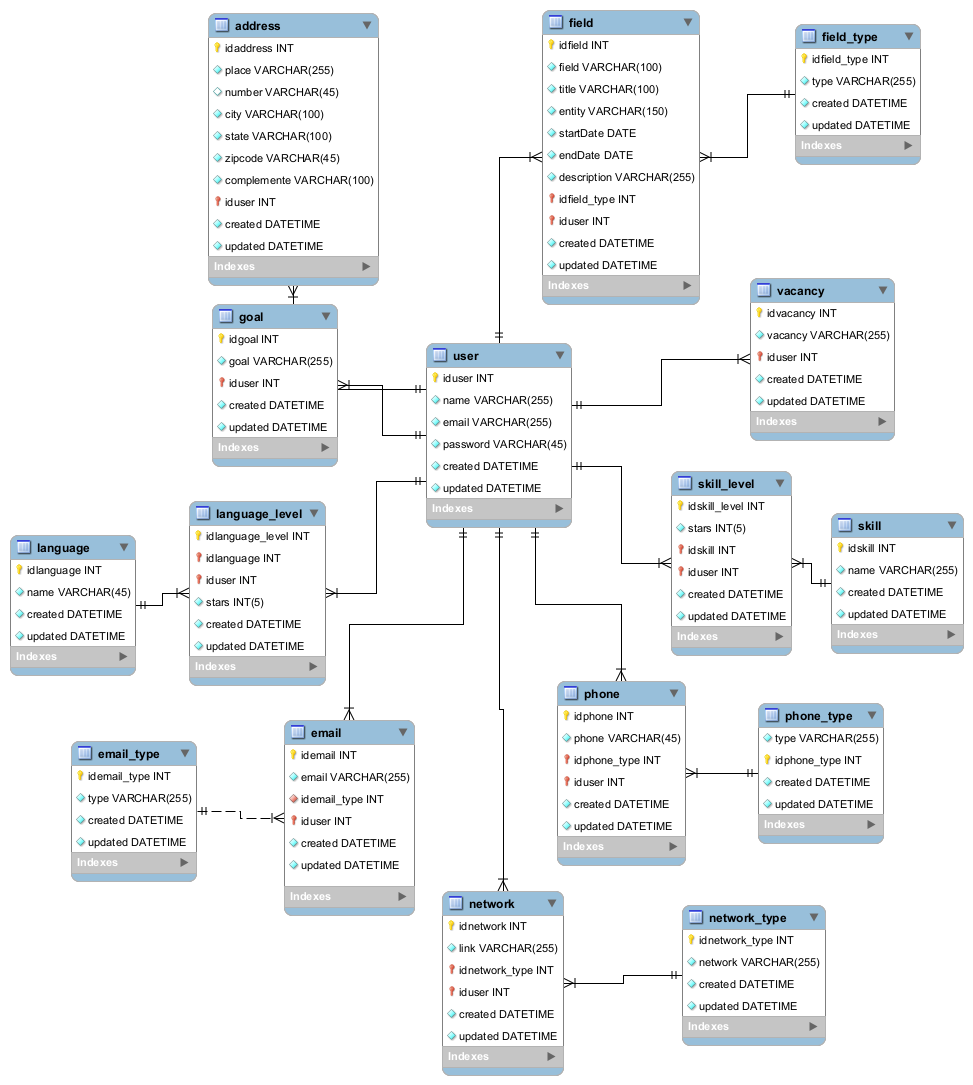 address
idaddress INT
place VARCHAR(255)
number VARCHAR(45)
city VARCHAR(100)
state VARCHAR(100)
zipcode VARCHAR(45)
complemente VARCHAR(100)
iduser INT
created DATETIME
updated DATETIME
Indexes
field
idfield INT
field VARCHAR(100)
title VARCHAR(100)
entity VARCHAR(150)
startDate DATE
endDate DATE
description VARCHAR(255)
idfield_type INT
iduser INT
created DATETIME
updated DATETIME
Indexes
field_type
idfield_type INT
type VARCHAR(255)
created DATETIME
updated DATETIME
Indexes
goal
idgoal INT
goal VARCHAR(255)
iduser INT
created DATETIME
updated DATETIME
Indexes
user
iduser INT
name VARCHAR(255)
email VARCHAR(255)
password VARCHAR(45)
created DATETIME
updated DATETIME
Indexes
vacancy
idvacancy INT
vacancy VARCHAR(255)
iduser INT
created DATETIME
updated DATETIME
Indexes
language
idlanguage INT
name VARCHAR(45)
created DATETIME
updated DATETIME
Indexes
language_level
idlanguage_level INT
idlanguage INT
iduser INT
stars INT(5)
created DATETIME
updated DATETIME
Indexes
skill_level
idskill_level INT
stars INT(5)
idskill INT
iduser INT
created DATETIME
updated DATETIME
Indexes
skill
idskill INT
name VARCHAR(255)
created DATETIME
updated DATETIME
Indexes
email_type
idemail_type INT
type VARCHAR(255)
created DATETIME
updated DATETIME
Indexes
email
idemail INT
email VARCHAR(255)
idemail_type INT
iduser INT
created DATETIME
updated DATETIME
Indexes
phone
idphone INT
phone VARCHAR(45)
idphone_type INT
iduser INT
created DATETIME
updated DATETIME
Indexes
phone_type
type VARCHAR(255)
idphone_type INT
created DATETIME
updated DATETIME
Indexes
network
idnetwork INT
link VARCHAR(255)
idnetwork_type INT
iduser INT
created DATETIME
updated DATETIME
Indexes
network_type
idnetwork_type INT
network VARCHAR(255)
created DATETIME
updated DATETIME
Indexes